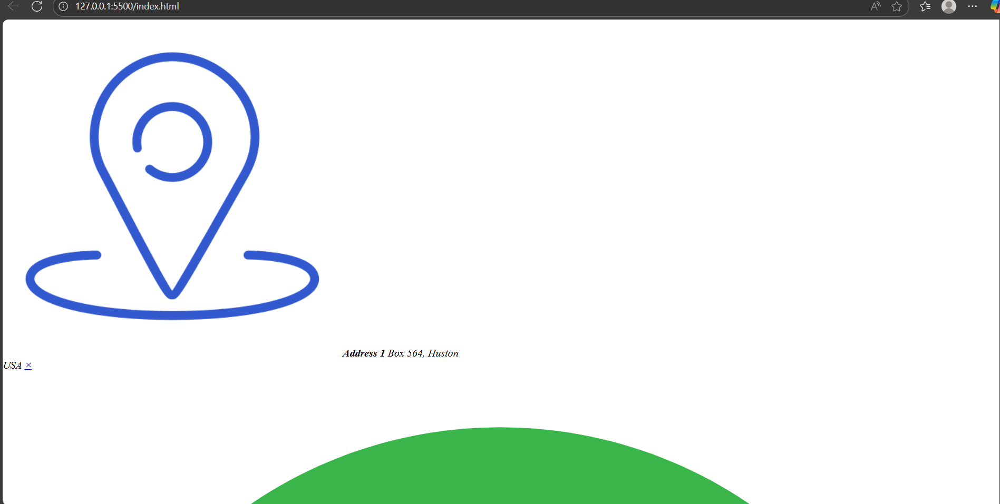 127.0.0.1:5500/index.html
Address 1 Box 564, Huston
USA ×